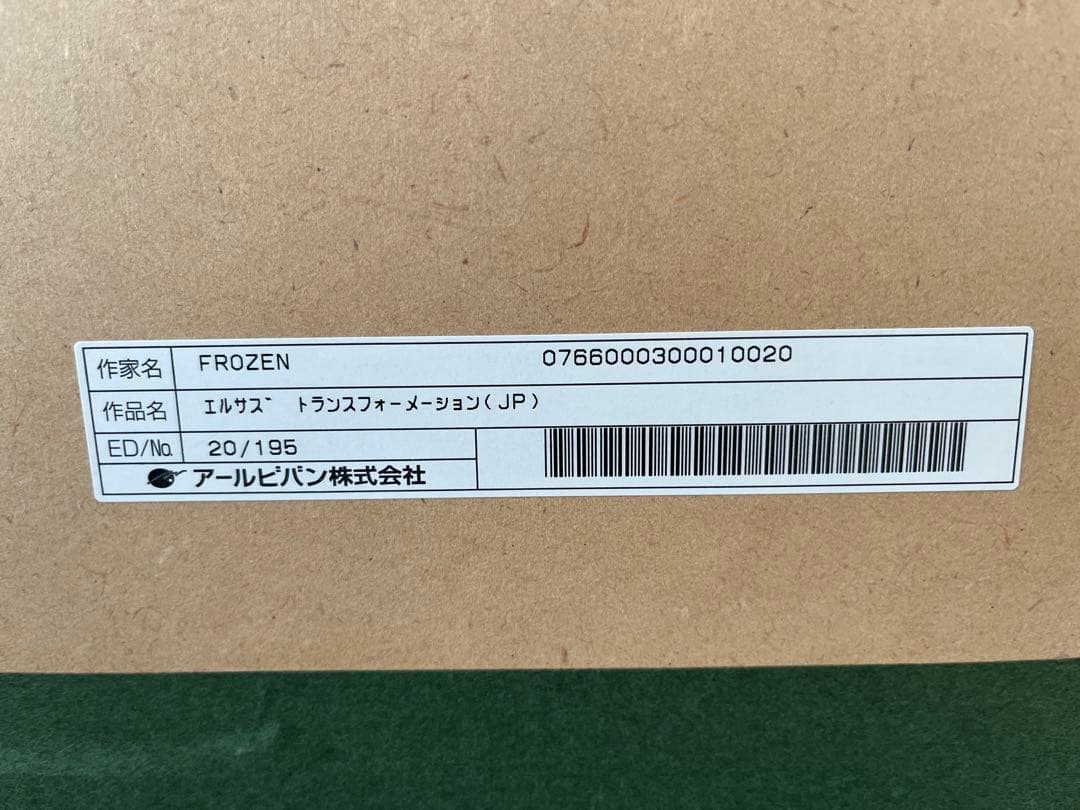 作家名 FROZEN 0766000300010020
作品名 ｴﾙｻｽﾞ ﾄﾗﾝｽﾌｫｰﾒｰｼｮﾝ(JP)
ED/№ 20/195
アールビバン株式会社